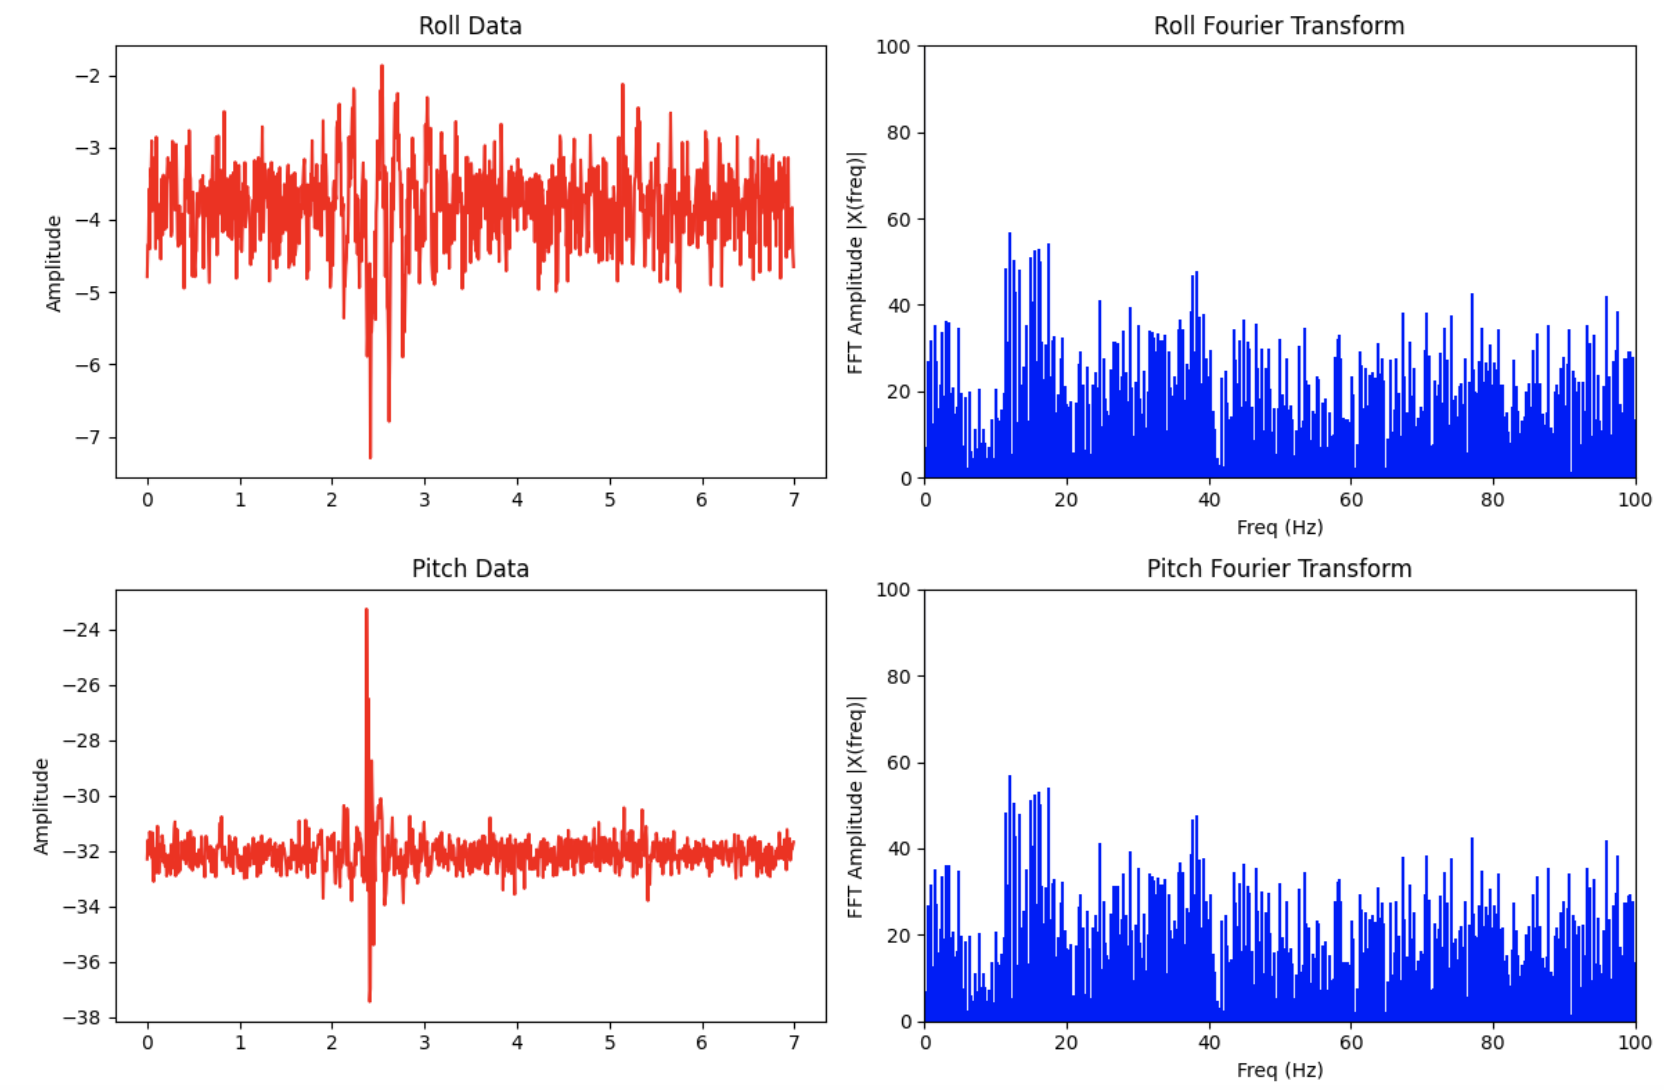 Roll Data
Amplitude
−2
−3
−4
−5
−6
−7
0 1 2 3 4 5 6 7
Roll Fourier Transform
FFT Amplitude |X(freq)|
100
80
60
40
20
0
0 20 40 60 80 100
Freq (Hz)
Pitch Data
Amplitude
−24
−26
−28
−30
−32
−34
−36
−38
0 1 2 3 4 5 6 7
Pitch Fourier Transform
FFT Amplitude |X(freq)|
100
80
60
40
20
0
0 20 40 60 80 100
Freq (Hz)